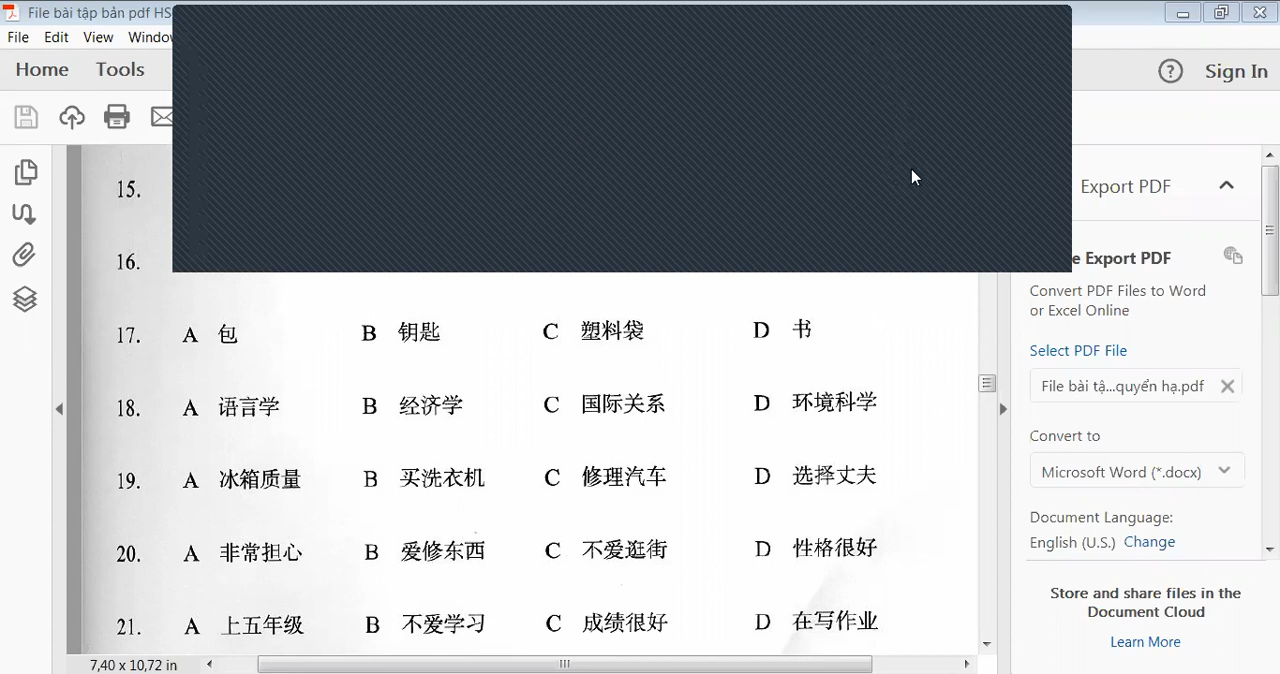 File bài tập bản pdf HS
File Edit View Window
Home Tools
Sign In
15.
Export PDF
16.
Export PDF
Convert PDF Files to Word
or Excel Online
17. A 包 B 钥匙 C 塑料袋 D 书
Select PDF File
File bài tậ...quyển hạ.pdf
18. A 语言学 B 经济学 C 国际关系 D 环境科学
Convert to
Microsoft Word (*.docx)
19. A 冰箱质量 B 买洗衣机 C 修理汽车 D 选择丈夫
Document Language:
English (U.S.) Change
20. A 非常担心 B 爱修东西 C 不爱逛街 D 性格很好
Store and share files in the
Document Cloud
21. A 上五年级 B 不爱学习 C 成绩很好 D 在写作业
Learn More
7,40 x 10,72 in